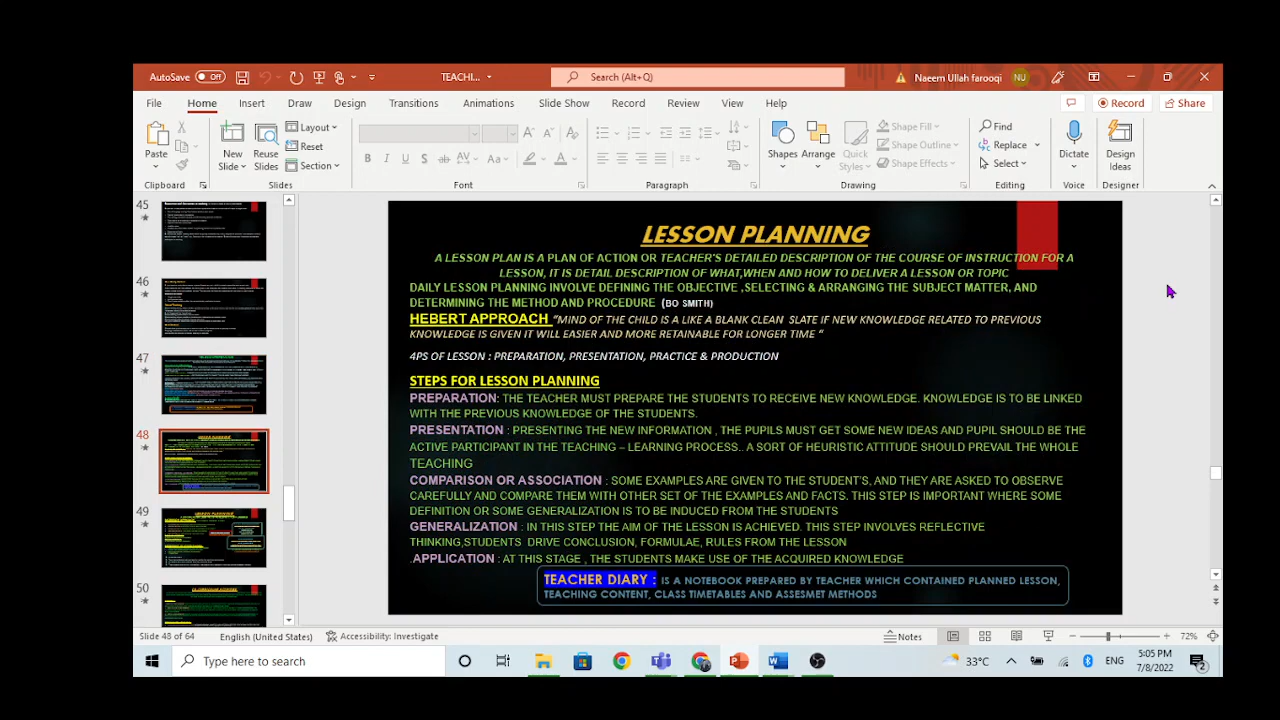 AutoSave Off TEACHI... Search (Alt+Q) Naeem Ullah farooqi NU
File Home Insert Draw Design Transitions Animations Slide Show Record Review View Help Record Share
Paste New Slide Reuse Slides Layout Reset Section Shapes Arrange Quick Styles Shape Fill Shape Outline Shape Effects Find Replace Select Dictate Design Ideas
Clipboard Slides Font Paragraph Drawing Editing Voice Designer
45
46
47
48
49
50
LESSON PLANNING
A LESSON PLAN IS A PLAN OF ACTION OR TEACHER'S DETAILED DESCRIPTION OF THE COURSE OF INSTRUCTION FOR A
LESSON, IT IS DETAIL DESCRIPTION OF WHAT,WHEN AND HOW TO DELIVER A LESSON OR TOPIC
DAILY LESSON PLANNING INVOLVE DEFINING THE OBJECTIVE ,SELECTING & ARRANGING THE SUBJECT MATTER, AND
DETERMINING THE METHOD AND PROCEDURE (BO SMITH)
HEBERT APPROACH "MIND OF THE CHILD IS A LIKE A BLANK CLEAN SLATE IF NEW KNOWLEDGE RELATED TO PREVIOUS
KNOWLEDGE IS GIVEN IT WILL EASIER MORE RETAINABLE FOR LONGER TIME "
4PS OF LESSON : PREPARATION, PRESENTATION, PRACTICE & PRODUCTION
STEPS FOR LESSON PLANNING
PREPARATION: THE TEACHER MUST PREPARE THE STUDENTS TO RECEIVE NEW KNOWLEDGE. KNOWLEDGE IS TO BE LINKED
WITH THE PREVIOUS KNOWLEDGE OF THE STUDENTS.
PRESENTATION : PRESENTING THE NEW INFORMATION , THE PUPILS MUST GET SOME NEW IDEAS AND PUPIL SHOULD BE THE
ACTIVE PARTICIPANT IN THE TEACHING LEARNING PROCESS. A SORT OF HEURISTIC ATTITUDE SHOULD PREVAIL THE WHOLE
TEACHING
COMPARISON OR ASSOCIATION : SOME EXAMPLES ARE GIVEN TO THE STUDENT'S, AND THEY ARE ASKED TO OBSERVE
CAREFULLY AND COMPARE THEM WITH OTHER SET OF THE EXAMPLES AND FACTS. THIS STEP IS IMPORTANT WHERE SOME
DEFINITION OR SOME GENERALIZATION IS TO BE INDUCED FROM THE STUDENTS
GENERALIZATION : IN THIS STEP THE AIM OF THE LESSON IS ACHIEVED. THIS STEP INVOLVES REFLECTIVE
THINKING,STUDENTS DRIVE CONCLUSION, FORMULAE, RULES FROM THE LESSON
.APPLICATION : AT THIS STAGE , THE STUDENTS MAKE USE OF THE ACQUIRED KNOWLEDGE
TEACHER DIARY : IS A NOTEBOOK PREPARED BY TEACHER WHICH CONTAINED PLANNED LESSON,
TEACHING CONTENT, CLASS TIMETABLES AND ASSESMET METHODS
Slide 48 of 64 English (United States) Accessibility: Investigate Notes 72%
Type here to search 33°C ENG 5:05 PM
7/8/2022 2